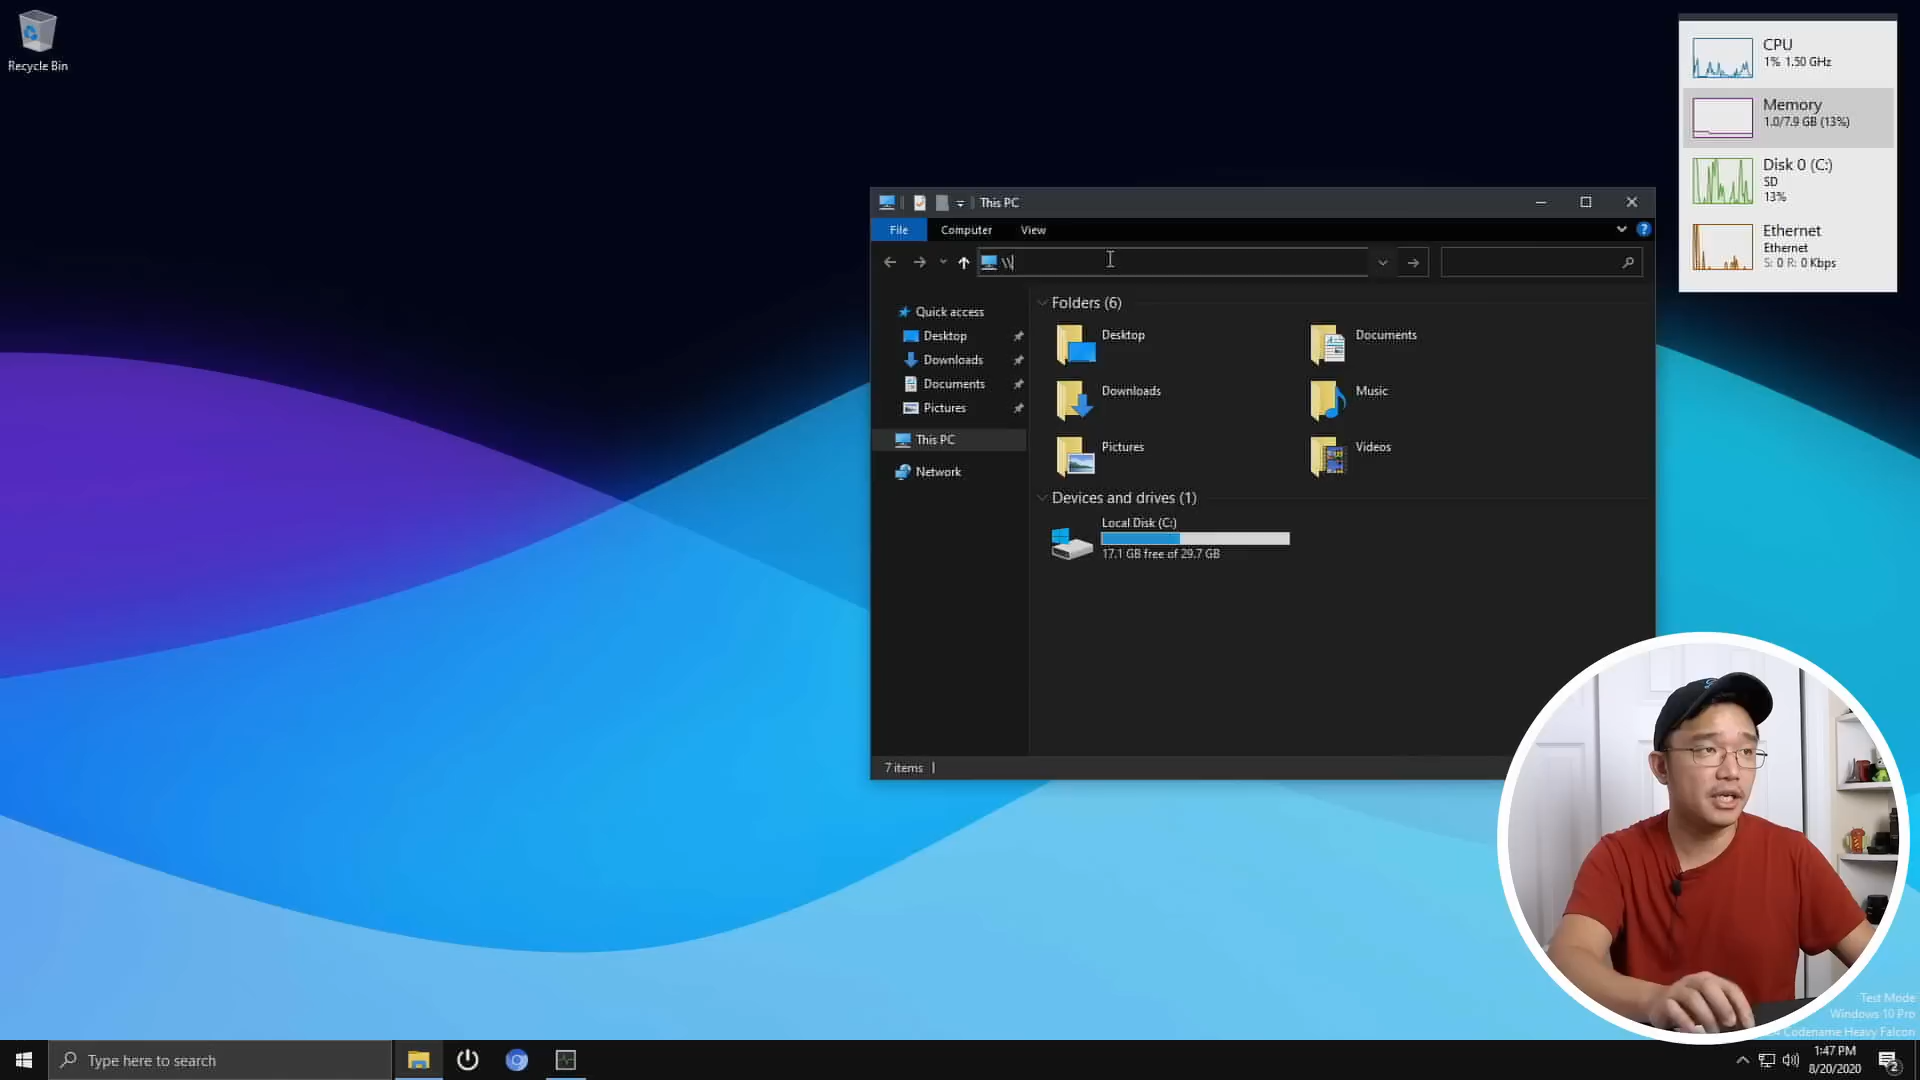 Recycle Bin
CPU
1% 1.50 GHz
Memory
1.0/7.9 GB (13%)
Disk 0 (C:)
SD
13%
Ethernet
Ethernet
S: 0 R: 0 Kbps
This PC
File
Computer
View
\\
Quick access
Desktop
Downloads
Documents
Pictures
This PC
Network
Folders (6)
Desktop
Documents
Downloads
Music
Pictures
Videos
Devices and drives (1)
Local Disk (C:)
17.1 GB free of 29.7 GB
7 items
Test Mode
Windows 10 Pro
Codename Heavy Falcon
Type here to search
1:47 PM
8/20/2020
2